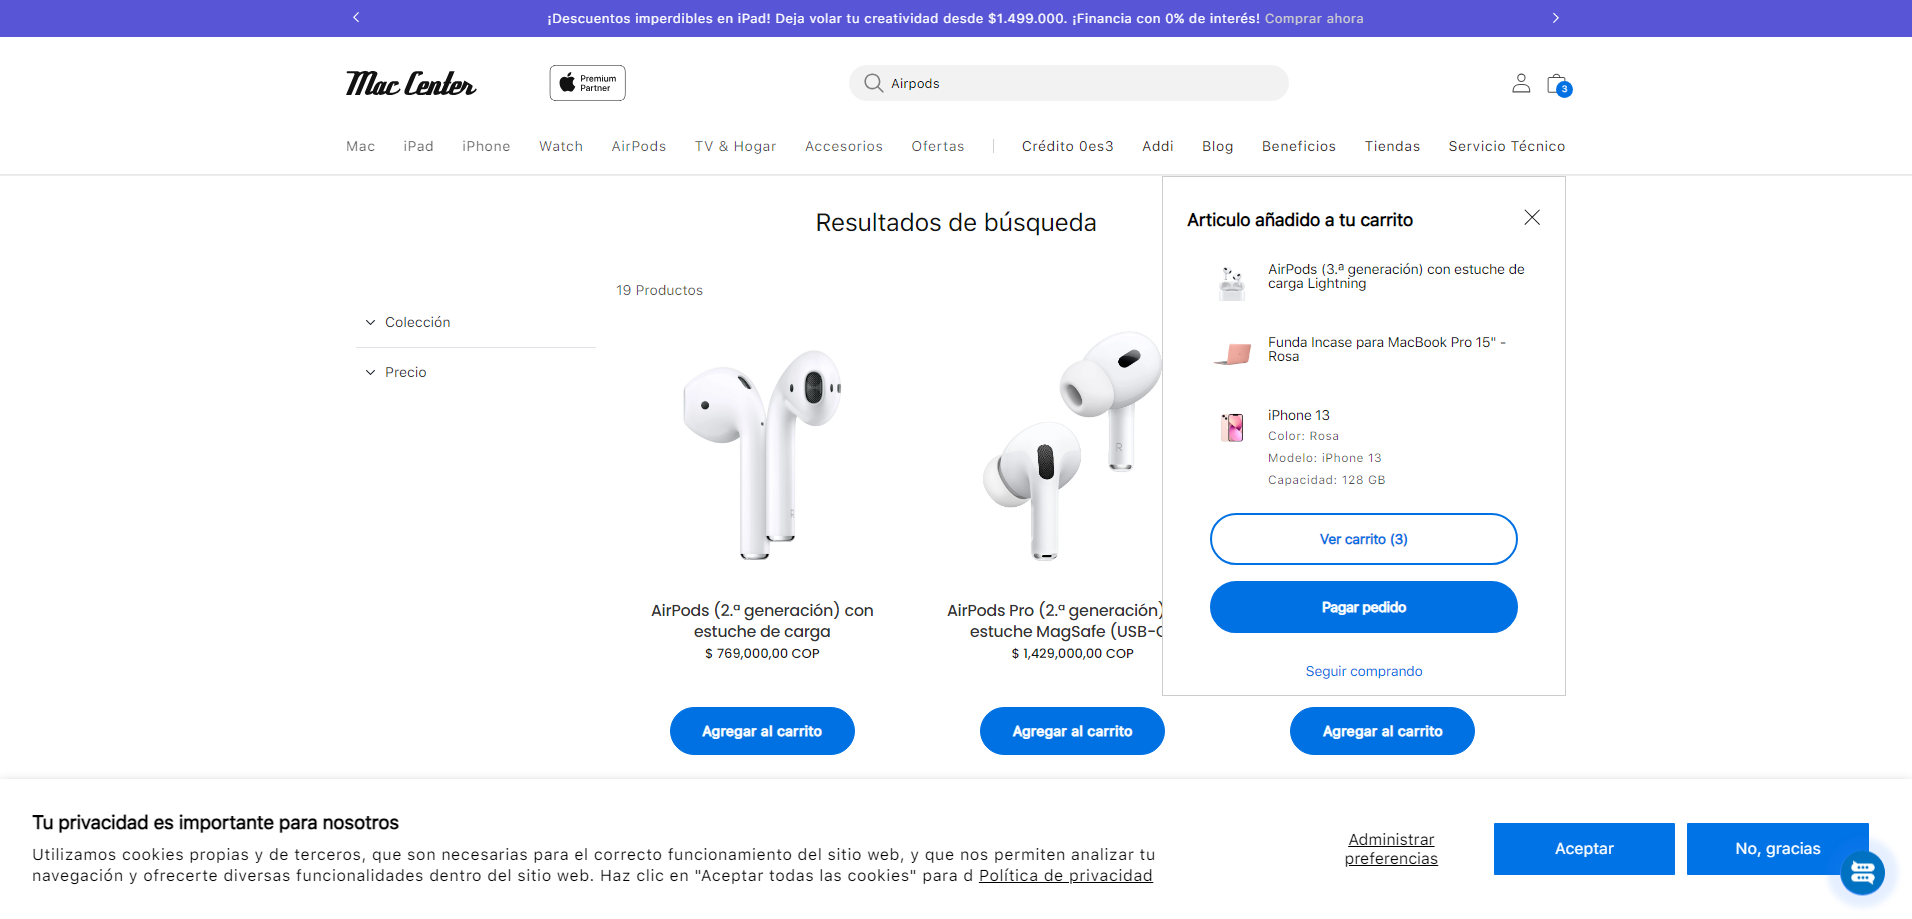 ¡Descuentos imperdibles en iPad! Deja volar tu creatividad desde $1.499.000. ¡Financia con 0% de interés! Comprar ahora
Mac Center
Premium
Partner
Airpods
3
Mac iPad iPhone Watch AirPods TV & Hogar Accesorios Ofertas Crédito 0es3 Addi Blog Beneficios Tiendas Servicio Técnico
Resultados de búsqueda
19 Productos
Colección
Precio
AirPods (2.ª generación) con
estuche de carga
$ 769,000,00 COP
Agregar al carrito
AirPods Pro (2.ª generación)
estuche MagSafe (USB-C
$ 1,429,000,00 COP
Agregar al carrito
Agregar al carrito
Articulo añadido a tu carrito
AirPods (3.ª generación) con estuche de
carga Lightning
Funda Incase para MacBook Pro 15" -
Rosa
iPhone 13
Color: Rosa
Modelo: iPhone 13
Capacidad: 128 GB
Ver carrito (3)
Pagar pedido
Seguir comprando
Tu privacidad es importante para nosotros
Utilizamos cookies propias y de terceros, que son necesarias para el correcto funcionamiento del sitio web, y que nos permiten analizar tu
navegación y ofrecerte diversas funcionalidades dentro del sitio web. Haz clic en "Aceptar todas las cookies" para d Política de privacidad
Administrar
preferencias
Aceptar
No, gracias